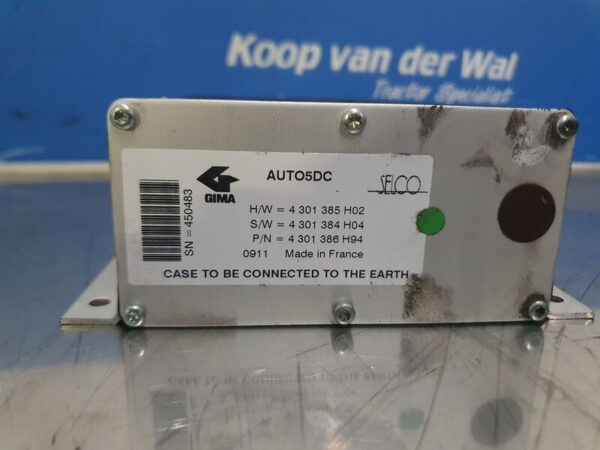 Koop van der Wal
Tractor Specialist
GIMA
AUTO5DC
SELCO
SN = 450483
H/W = 4 301 385 H02
S/W = 4 301 384 H04
P/N = 4 301 386 H94
0911 Made in France
CASE TO BE CONNECTED TO THE EARTH